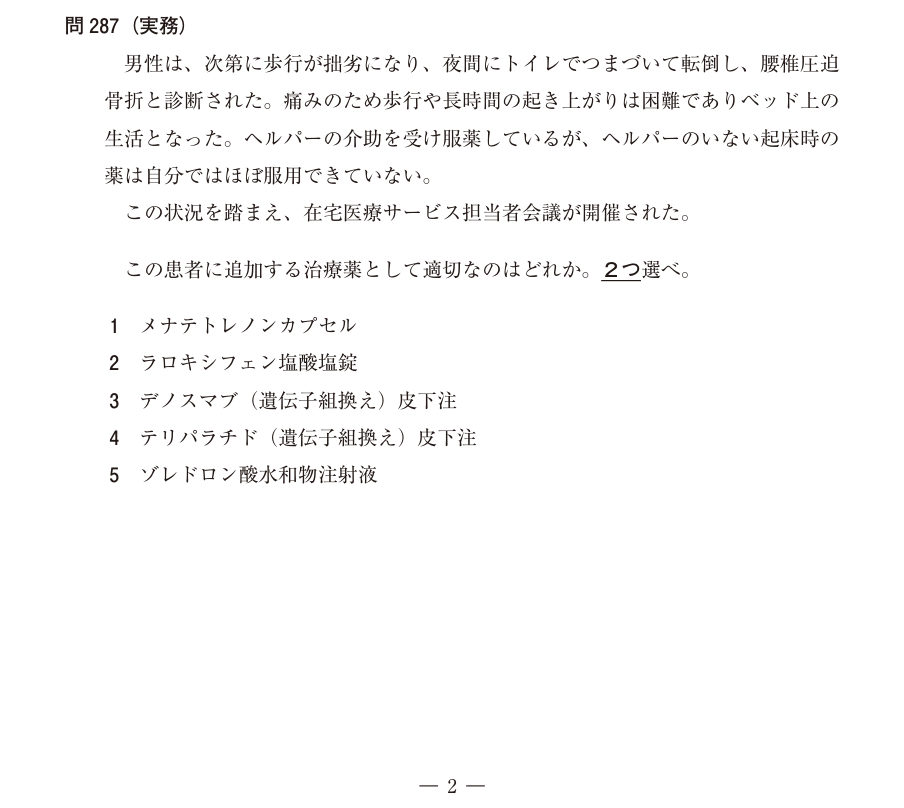 問 287（実務）
男性は、次第に歩行が拙劣になり、夜間にトイレでつまづいて転倒し、腰椎圧迫
骨折と診断された。痛みのため歩行や長時間の起き上がりは困難でありベッド上の
生活となった。ヘルパーの介助を受け服薬しているが、ヘルパーのいない起床時の
薬は自分ではほぼ服用できていない。
この状況を踏まえ、在宅医療サービス担当者会議が開催された。
この患者に追加する治療薬として適切なのはどれか。２つ選べ。
1 メナテトレノンカプセル
2 ラロキシフェン塩酸塩錠
3 デノスマブ（遺伝子組換え）皮下注
4 テリパラチド（遺伝子組換え）皮下注
5 ゾレドロン酸水和物注射液
― 2 ―